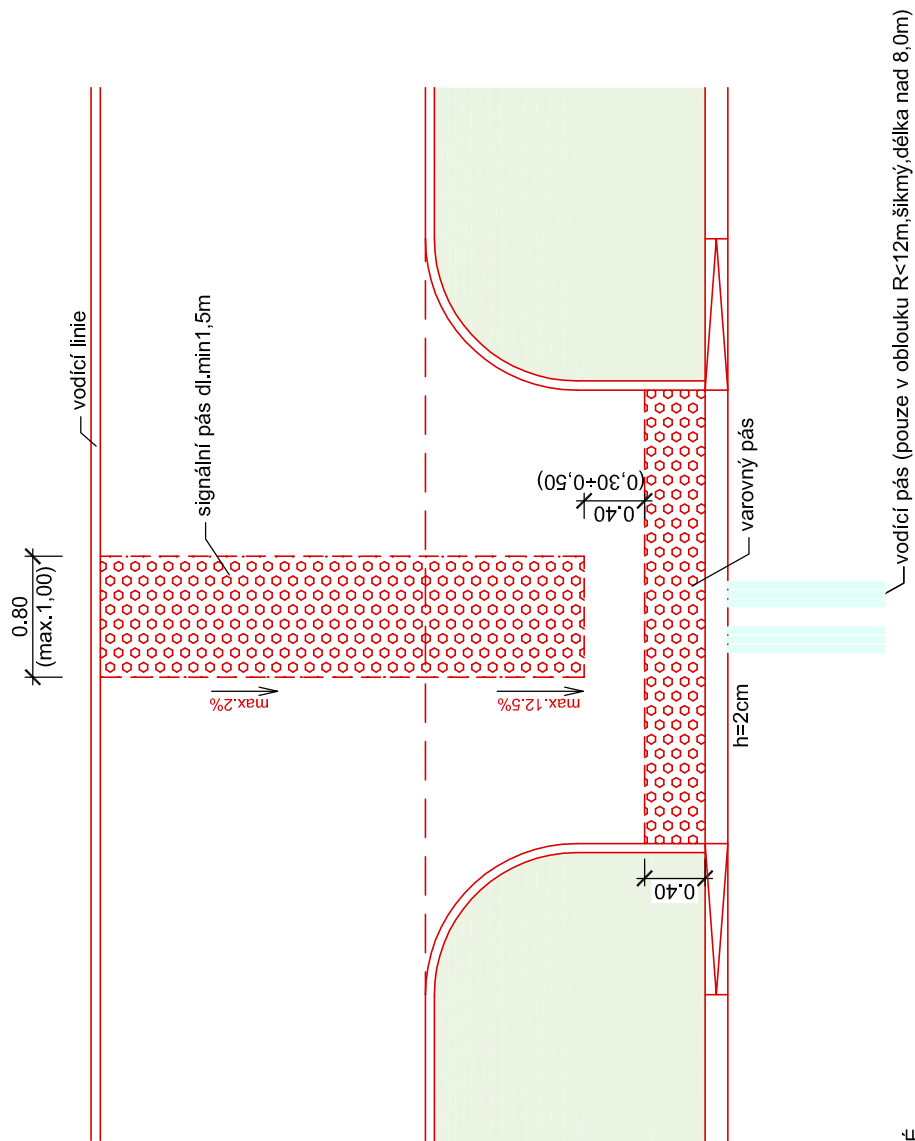 vodící linie
0.80
(max.1,00)
signální pás dl.min1,5m
max.2%
max.12.5%
0.40
(0,30÷0,50)
varovný pás
0.40
h=2cm
vodící pás (pouze v oblouku R<12m,šikmý,délka nad 8,0m)